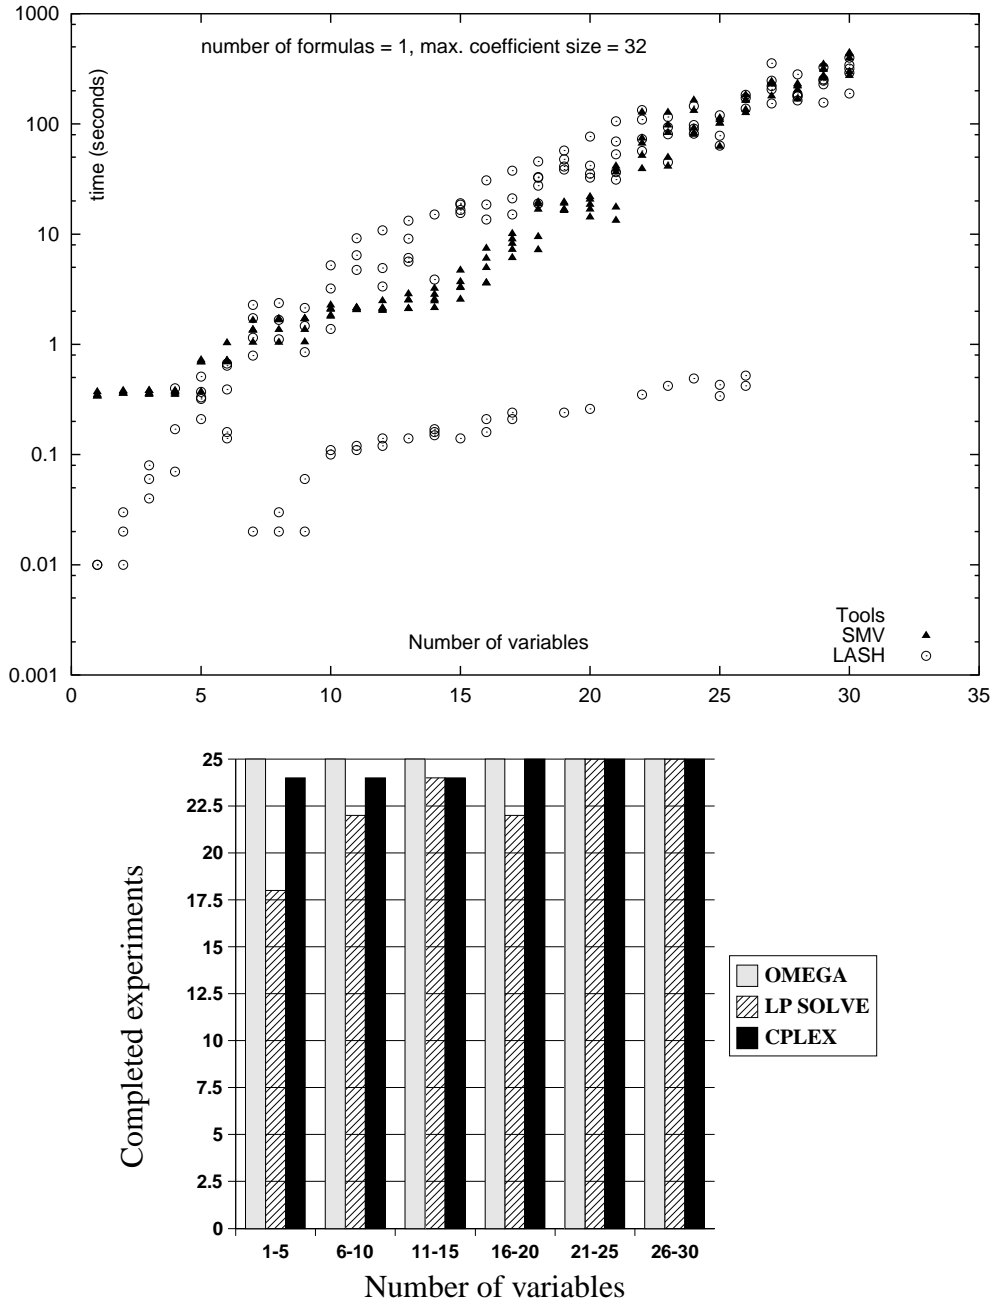 1000
100
10
1
0.1
0.01
0.001
time (seconds)
number of formulas = 1, max. coefficient size = 32
Number of variables
Tools
SMV
LASH
0 5 10 15 20 25 30 35
25
22.5
20
17.5
15
12.5
10
7.5
5
2.5
0
Completed experiments
OMEGA
LP SOLVE
CPLEX
1-5 6-10 11-15 16-20 21-25 26-30
Number of variables